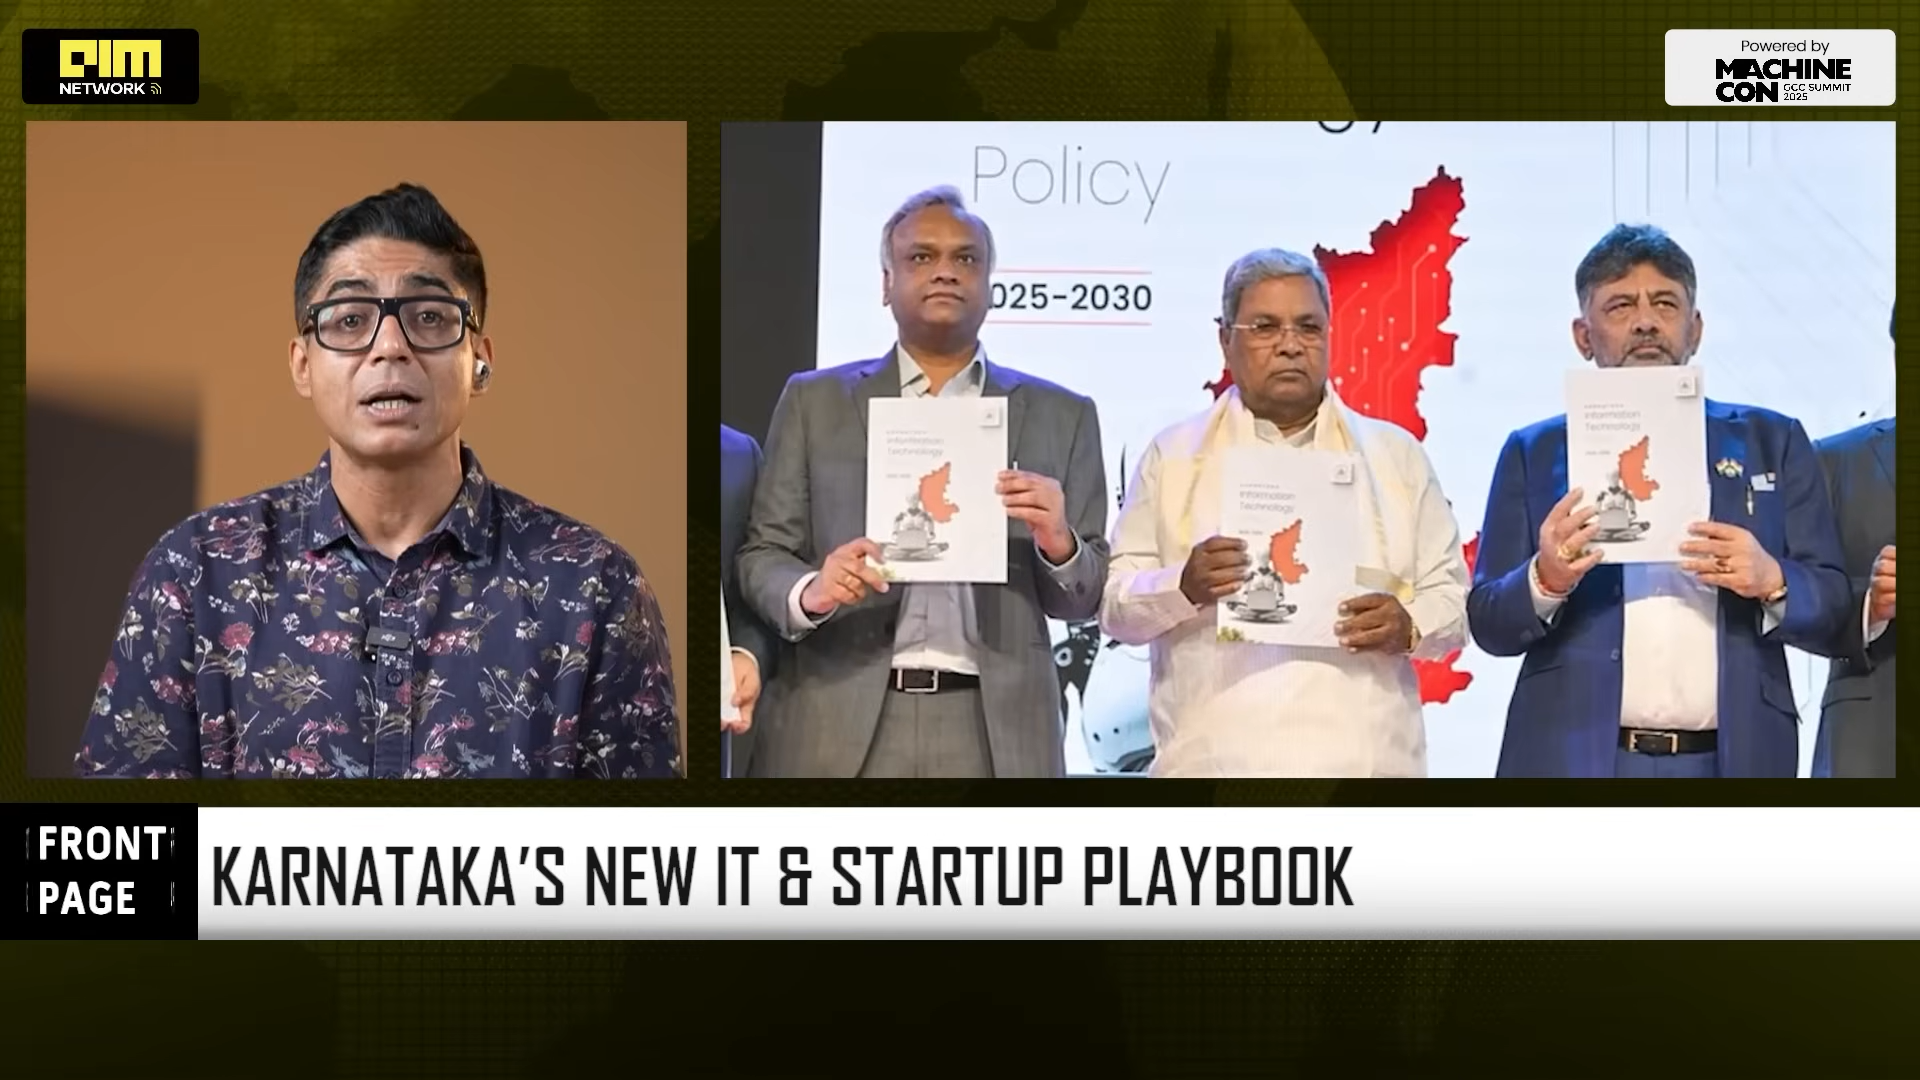 AIM
NETWORK
Powered by
MACHINE
CON GCC SUMMIT
2025
Policy
025-2030
Information
Technology
Information
Technology
Information
Technology
FRONT
PAGE
KARNATAKA'S NEW IT & STARTUP PLAYBOOK